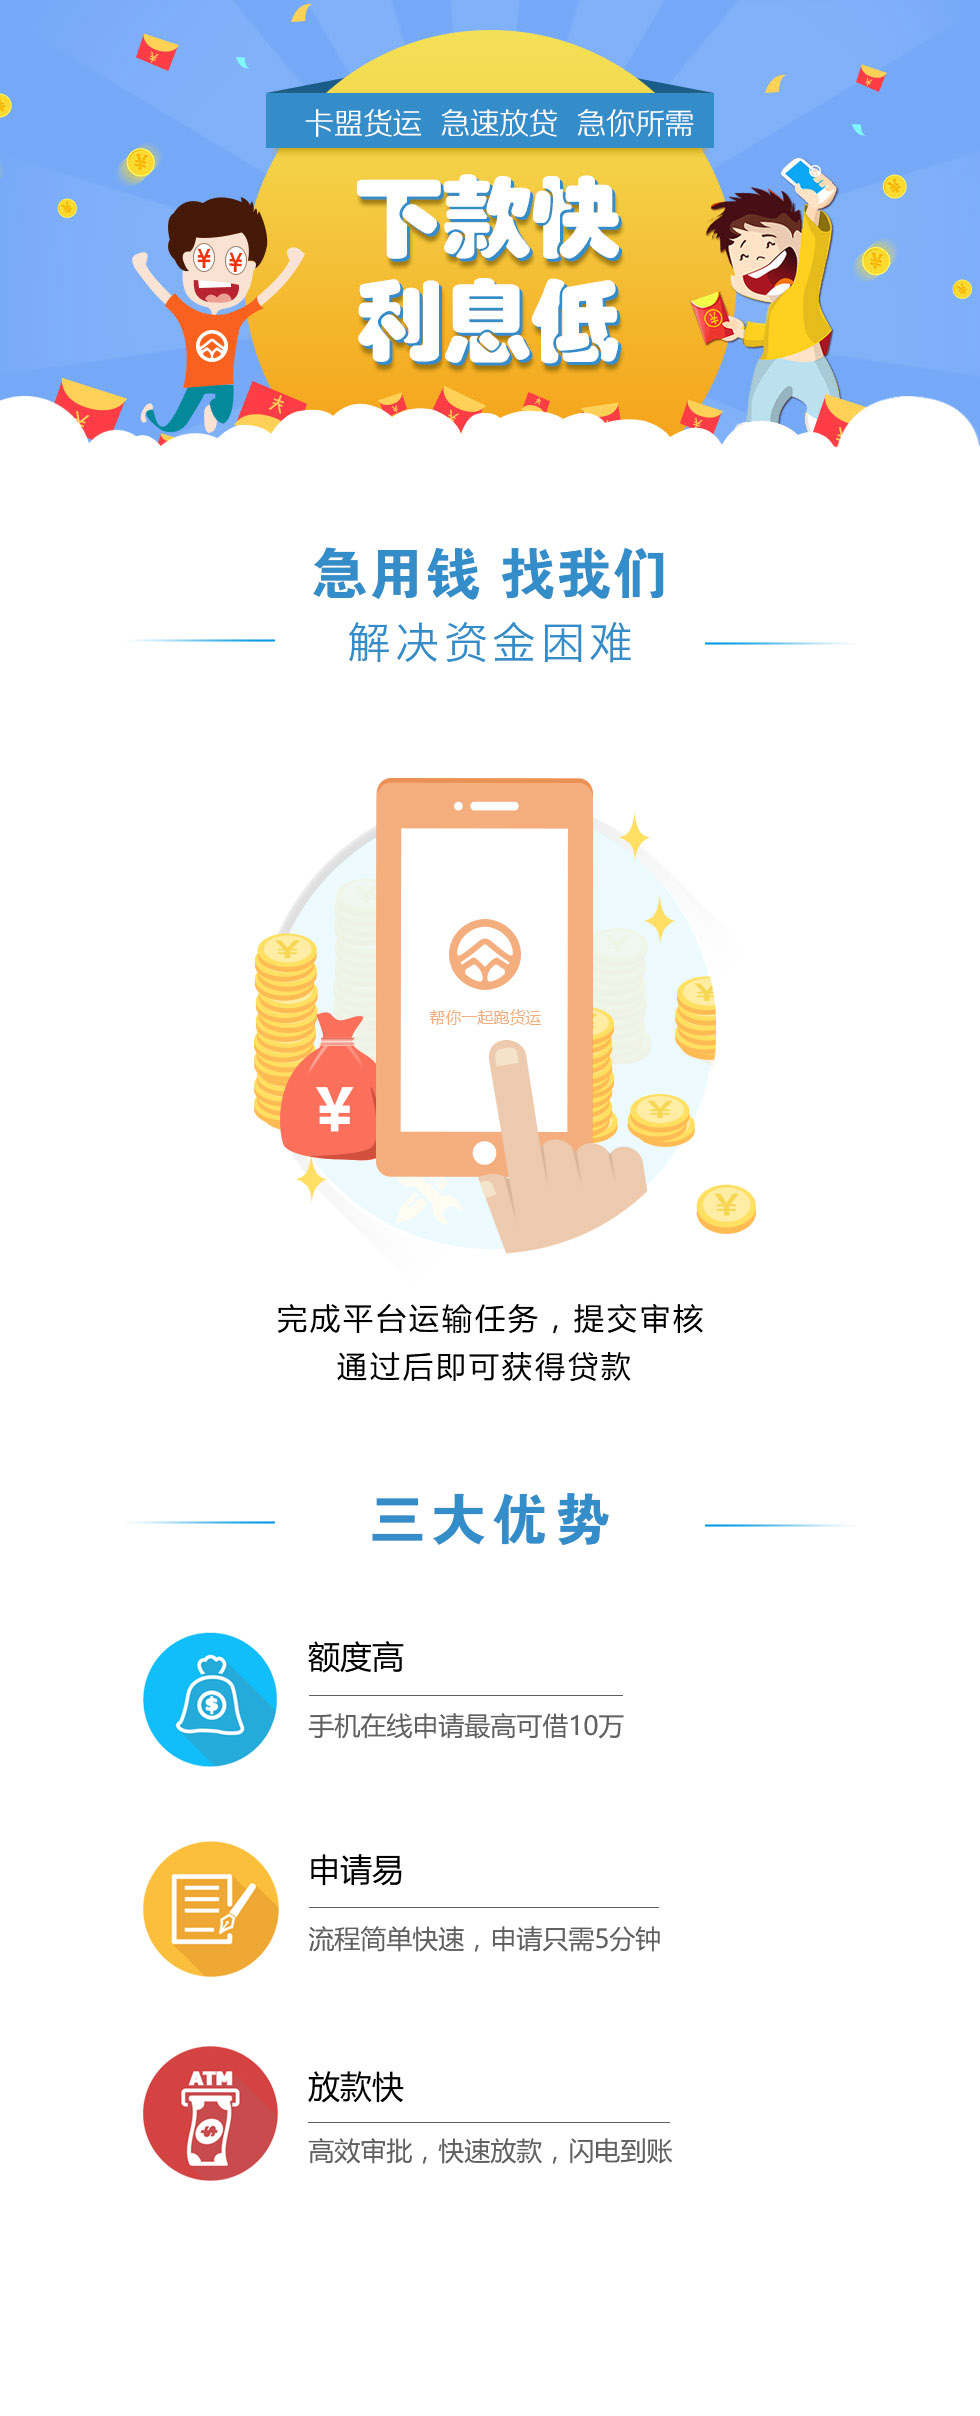 卡盟货运 急速放贷 急你所需
下款快
利息低
急用钱 找我们
解决资金困难
帮你一起跑货运
¥
完成平台运输任务，提交审核
通过后即可获得贷款
三大优势
额度高
手机在线申请最高可借10万
申请易
流程简单快速，申请只需5分钟
ATM
放款快
高效审批，快速放款，闪电到账